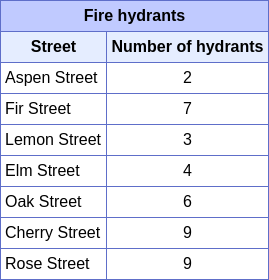 Fire hydrants
Street Number of hydrants
Aspen Street 2
Fir Street 7
Lemon Street 3
Elm Street 4
Oak Street 6
Cherry Street 9
Rose Street 9